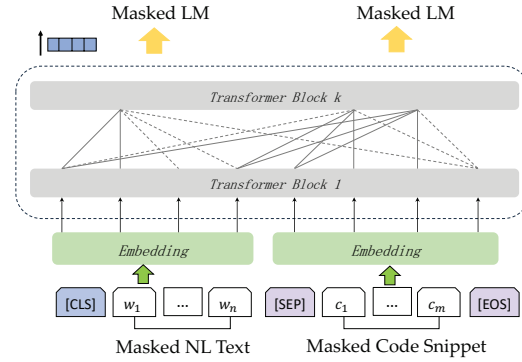 Masked LM Masked LM
Transformer Block k
Transformer Block 1
Embedding Embedding
[CLS] w1 ... wn [SEP] c1 ... cm [EOS]
Masked NL Text Masked Code Snippet